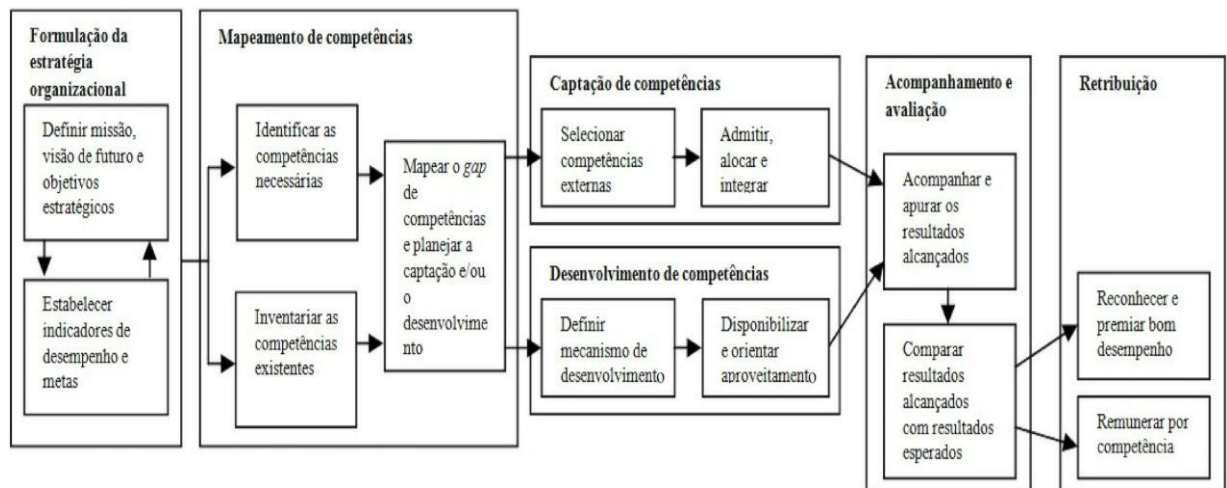 Formulação da
estratégia
organizacional
Definir missão,
visão de futuro e
objetivos
estratégicos
Estabelecer
indicadores de
desempenho e
metas
Mapeamento de competências
Identificar as
competências
necessárias
Inventariar as
competências
existentes
Mapear o gap
de
competências
e planejar a
captação e/ou
o
desenvolvime
nto
Captação de competências
Selecionar
competências
externas
Admitir,
alocar e
integrar
Desenvolvimento de competências
Definir
mecanismo de
desenvolvimento
Disponibilizar
e orientar
aproveitamento
Acompanhamento e
avaliação
Acompanhar e
apurar os
resultados
alcançados
Comparar
resultados
alcançados
com resultados
esperados
Retribuição
Reconhecer e
premiar bom
desempenho
Remunerar por
competência